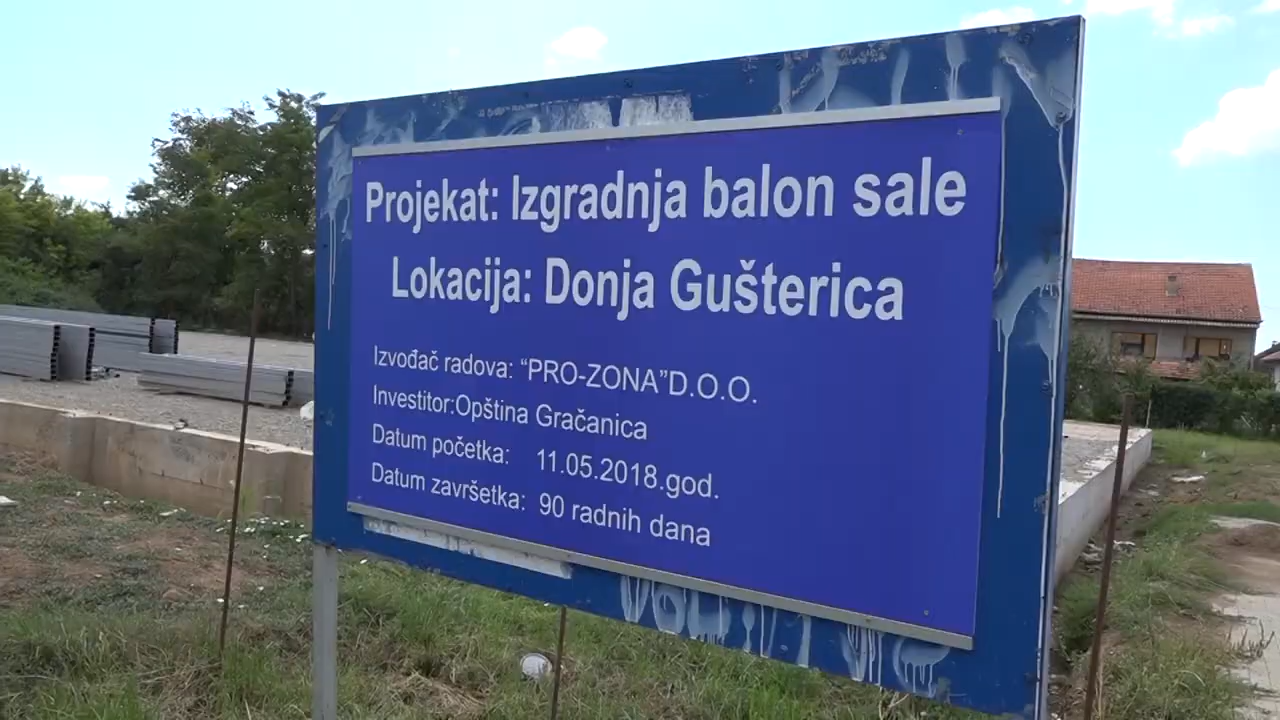 Projekat: Izgradnja balon sale
Lokacija: Donja Gušterica
Izvođač radova: “PRO-ZONA”D.O.O.
Investitor:Opština Gračanica
Datum početka: 11.05.2018.god.
Datum završetka: 90 radnih dana